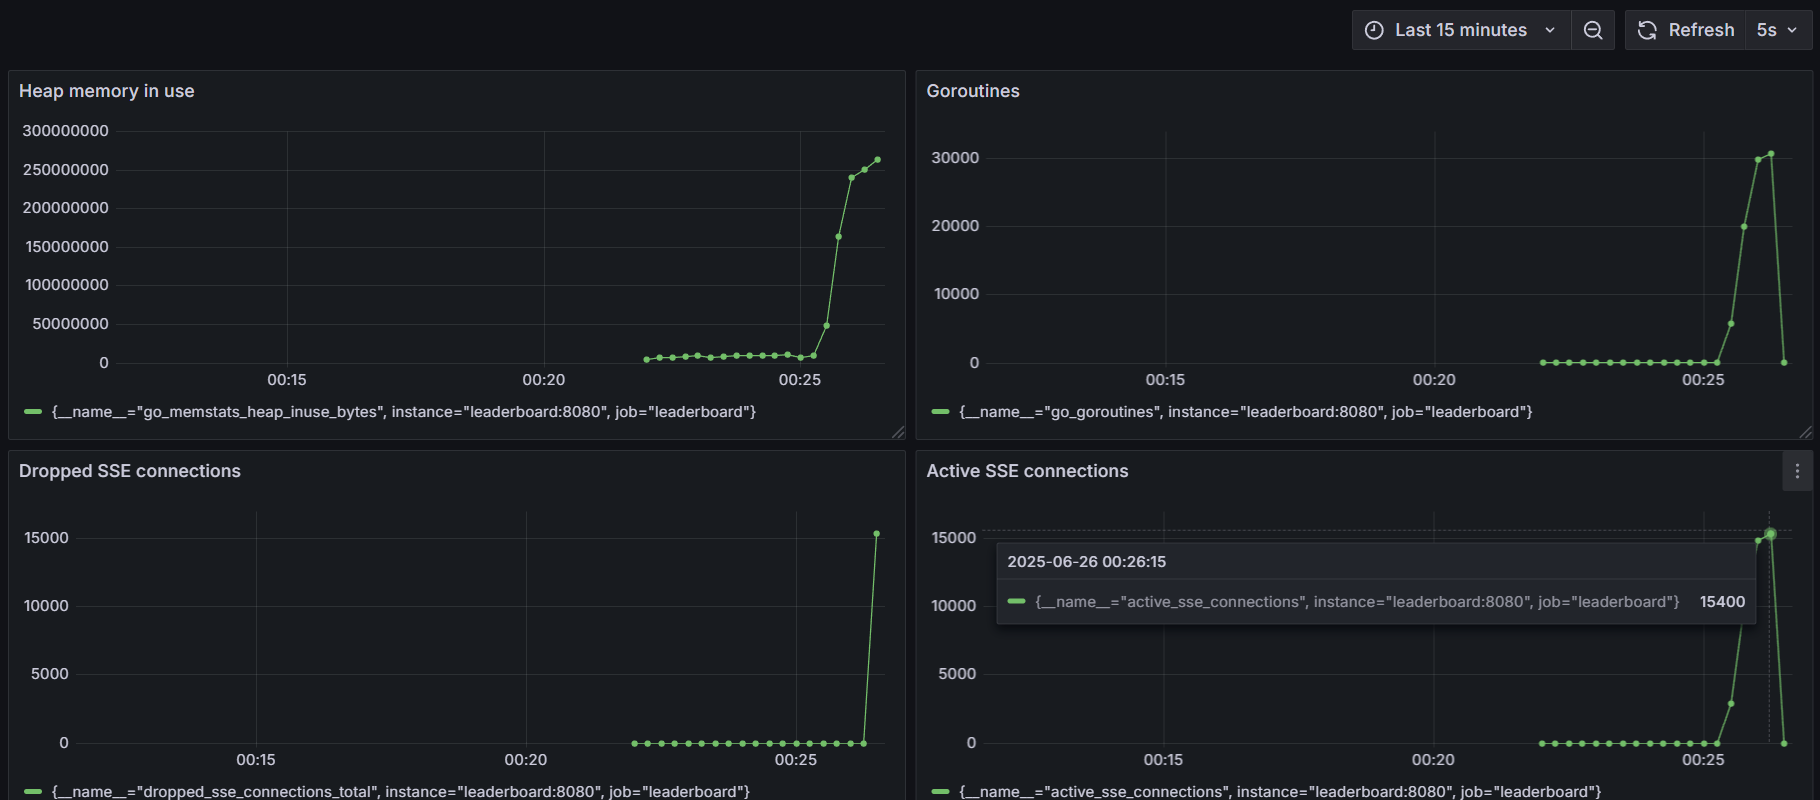 Last 15 minutes
Refresh
5s
Heap memory in use
300000000
250000000
200000000
150000000
100000000
50000000
0
00:15
00:20
00:25
{__name__="go_memstats_heap_inuse_bytes", instance="leaderboard:8080", job="leaderboard"}
Goroutines
30000
20000
10000
0
00:15
00:20
00:25
{__name__="go_goroutines", instance="leaderboard:8080", job="leaderboard"}
Dropped SSE connections
15000
10000
5000
0
00:15
00:20
00:25
{__name__="dropped_sse_connections_total", instance="leaderboard:8080", job="leaderboard"}
Active SSE connections
15000
10000
5000
0
2025-06-26 00:26:15
{__name__="active_sse_connections", instance="leaderboard:8080", job="leaderboard"} 15400
00:15
00:20
00:25
{__name__="active_sse_connections", instance="leaderboard:8080", job="leaderboard"}